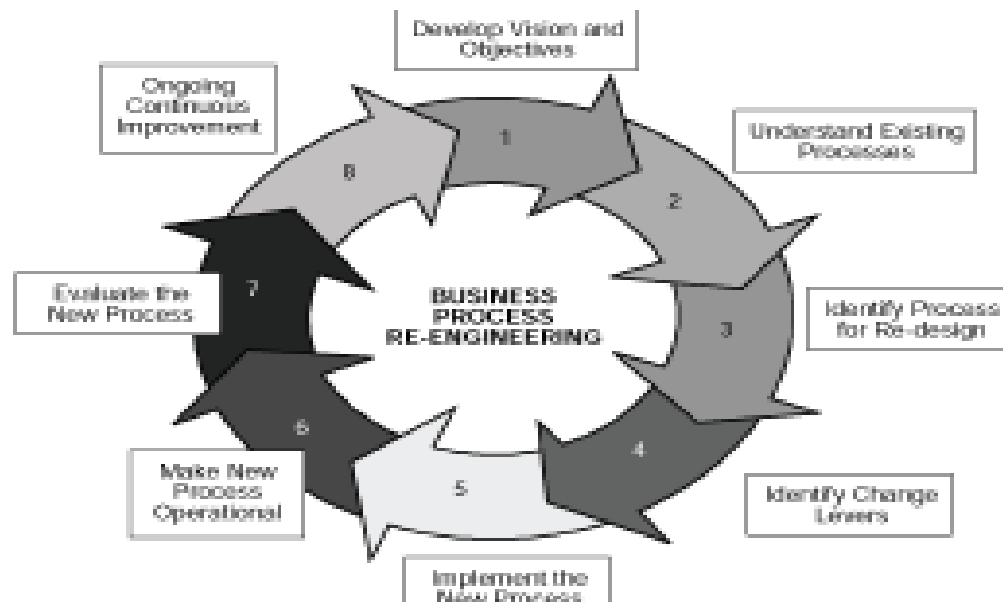 Develop Vision and
Objectives
1
Understand Existing
Processes
2
Identify Process
for Re-design
3
Identify Change
Levers
4
Implement the
New Process
5
Make New
Process
Operational
6
Evaluate the
New Process
7
Ongoing
Continuous
Improvement
8
BUSINESS
PROCESS
RE-ENGINEERING